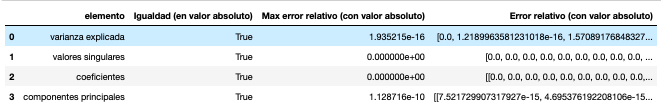 elemento Igualdad (en valor absoluto) Max error relativo (con valor absoluto) Error relativo (con valor absoluto)
0 varianza explicada True 1.935215e-16 [0.0, 1.2189963581231018e-16, 1.57089176848327...
1 valores singulares True 0.000000e+00 [0.0, 0.0, 0.0, 0.0, 0.0, 0.0, 0.0, 0.0, 0.0, ...
2 coeficientes True 0.000000e+00 [[0.0, 0.0, 0.0, 0.0, 0.0, 0.0, 0.0, 0.0, 0.0,...
3 componentes principales True 1.128716e-10 [[7.521729907317927e-15, 4.695376192208106e-15...